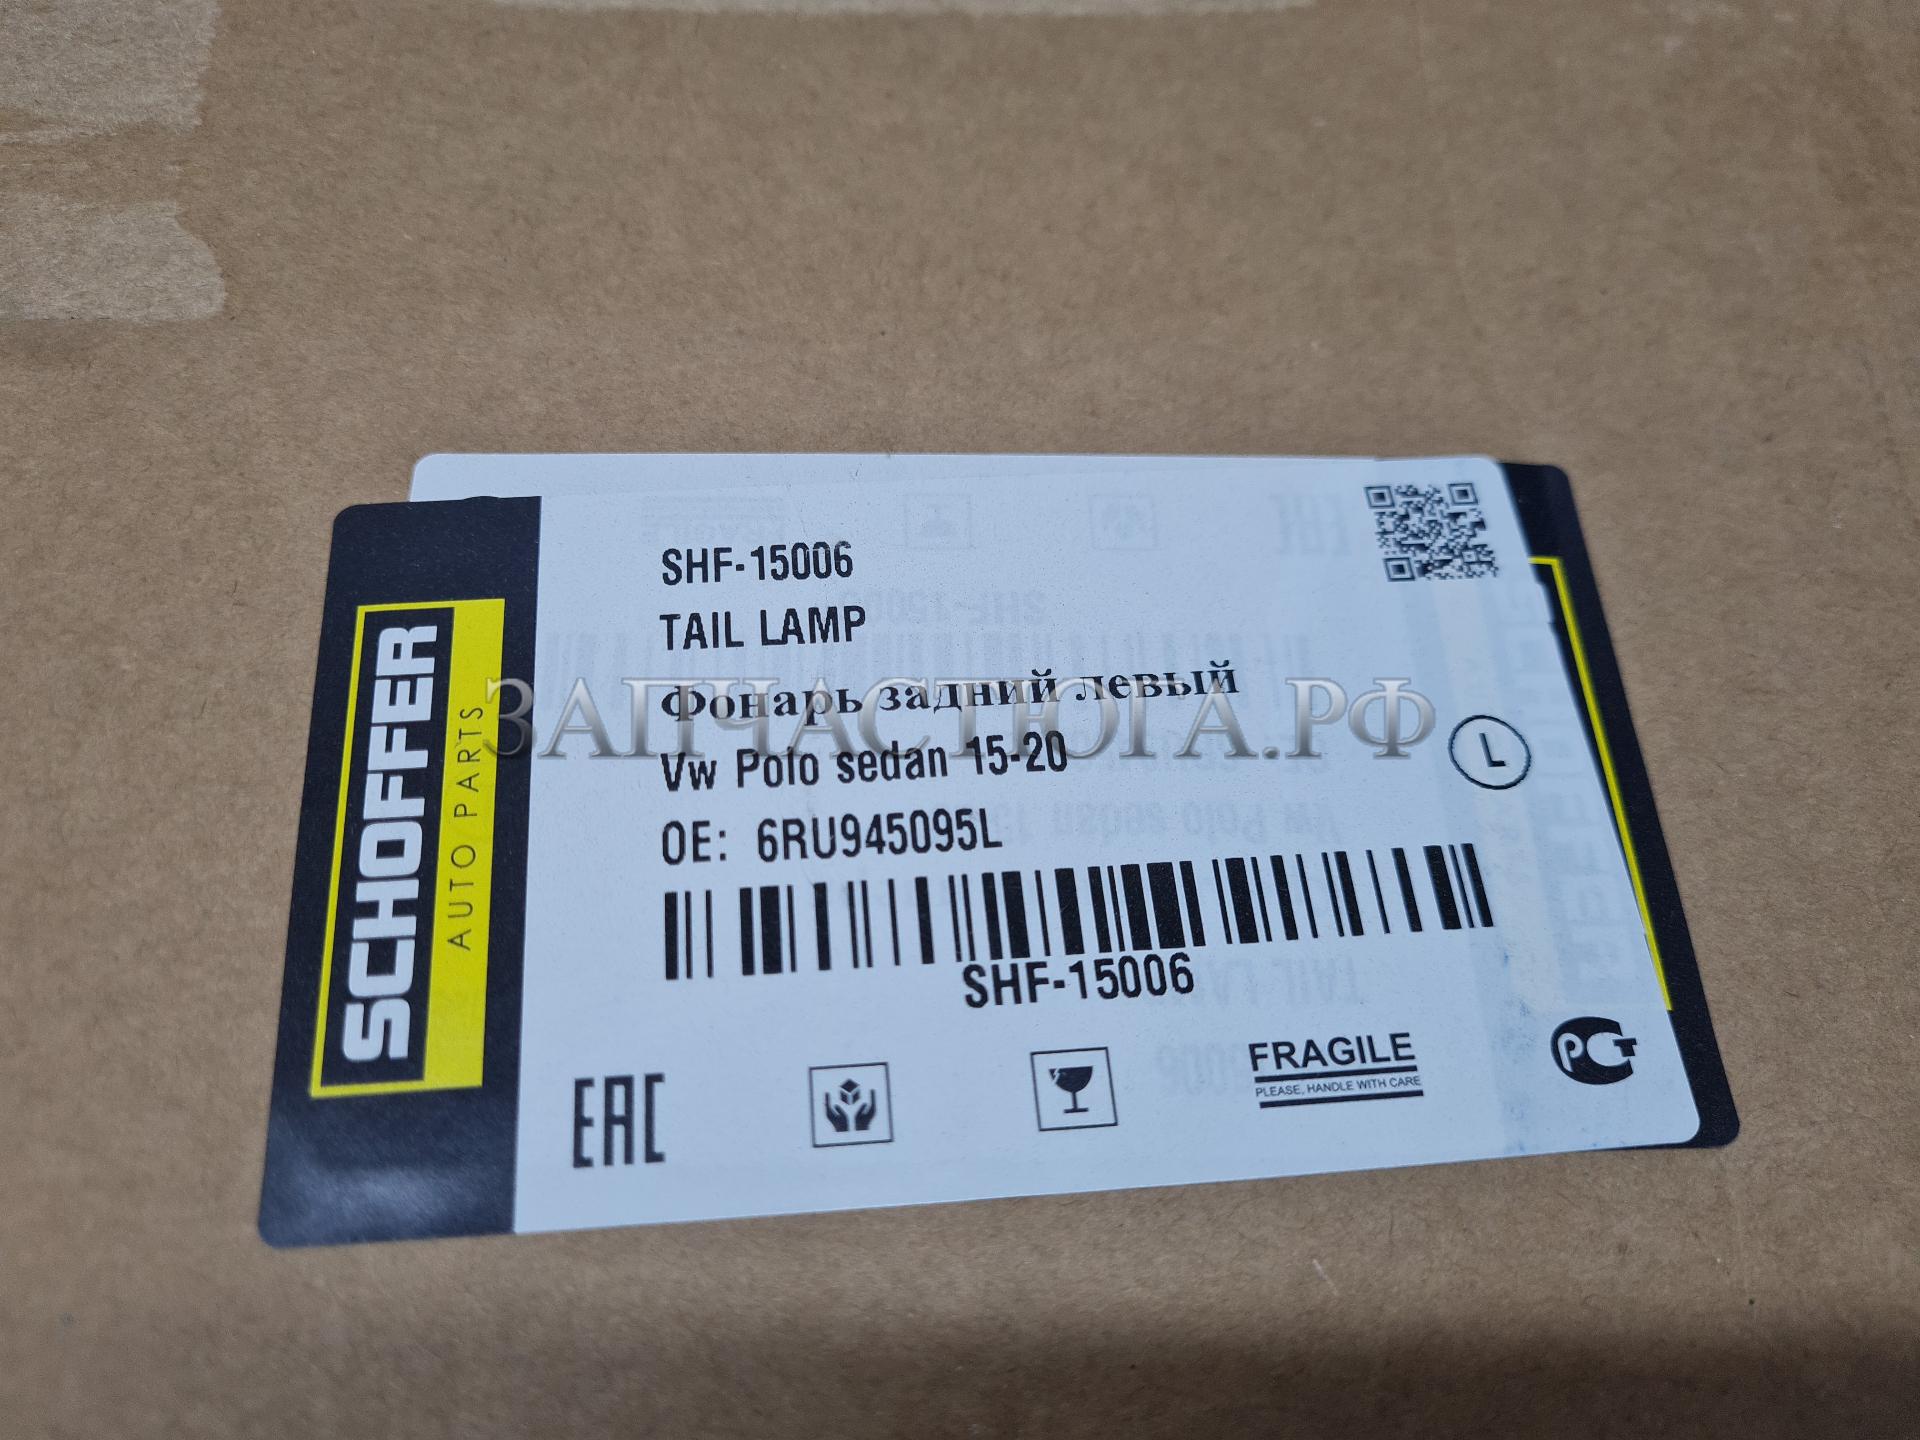 SCHOFFER
AUTO PARTS
SHF-15006
TAIL LAMP
Фонарь задний левый
ЗАПЧАСТЮГА.РФ
Vw Polo sedan 15-20
L
OE: 6RU945095L
SHF-15006
EAC
FRAGILE
PLEASE, HANDLE WITH CARE
РСТ